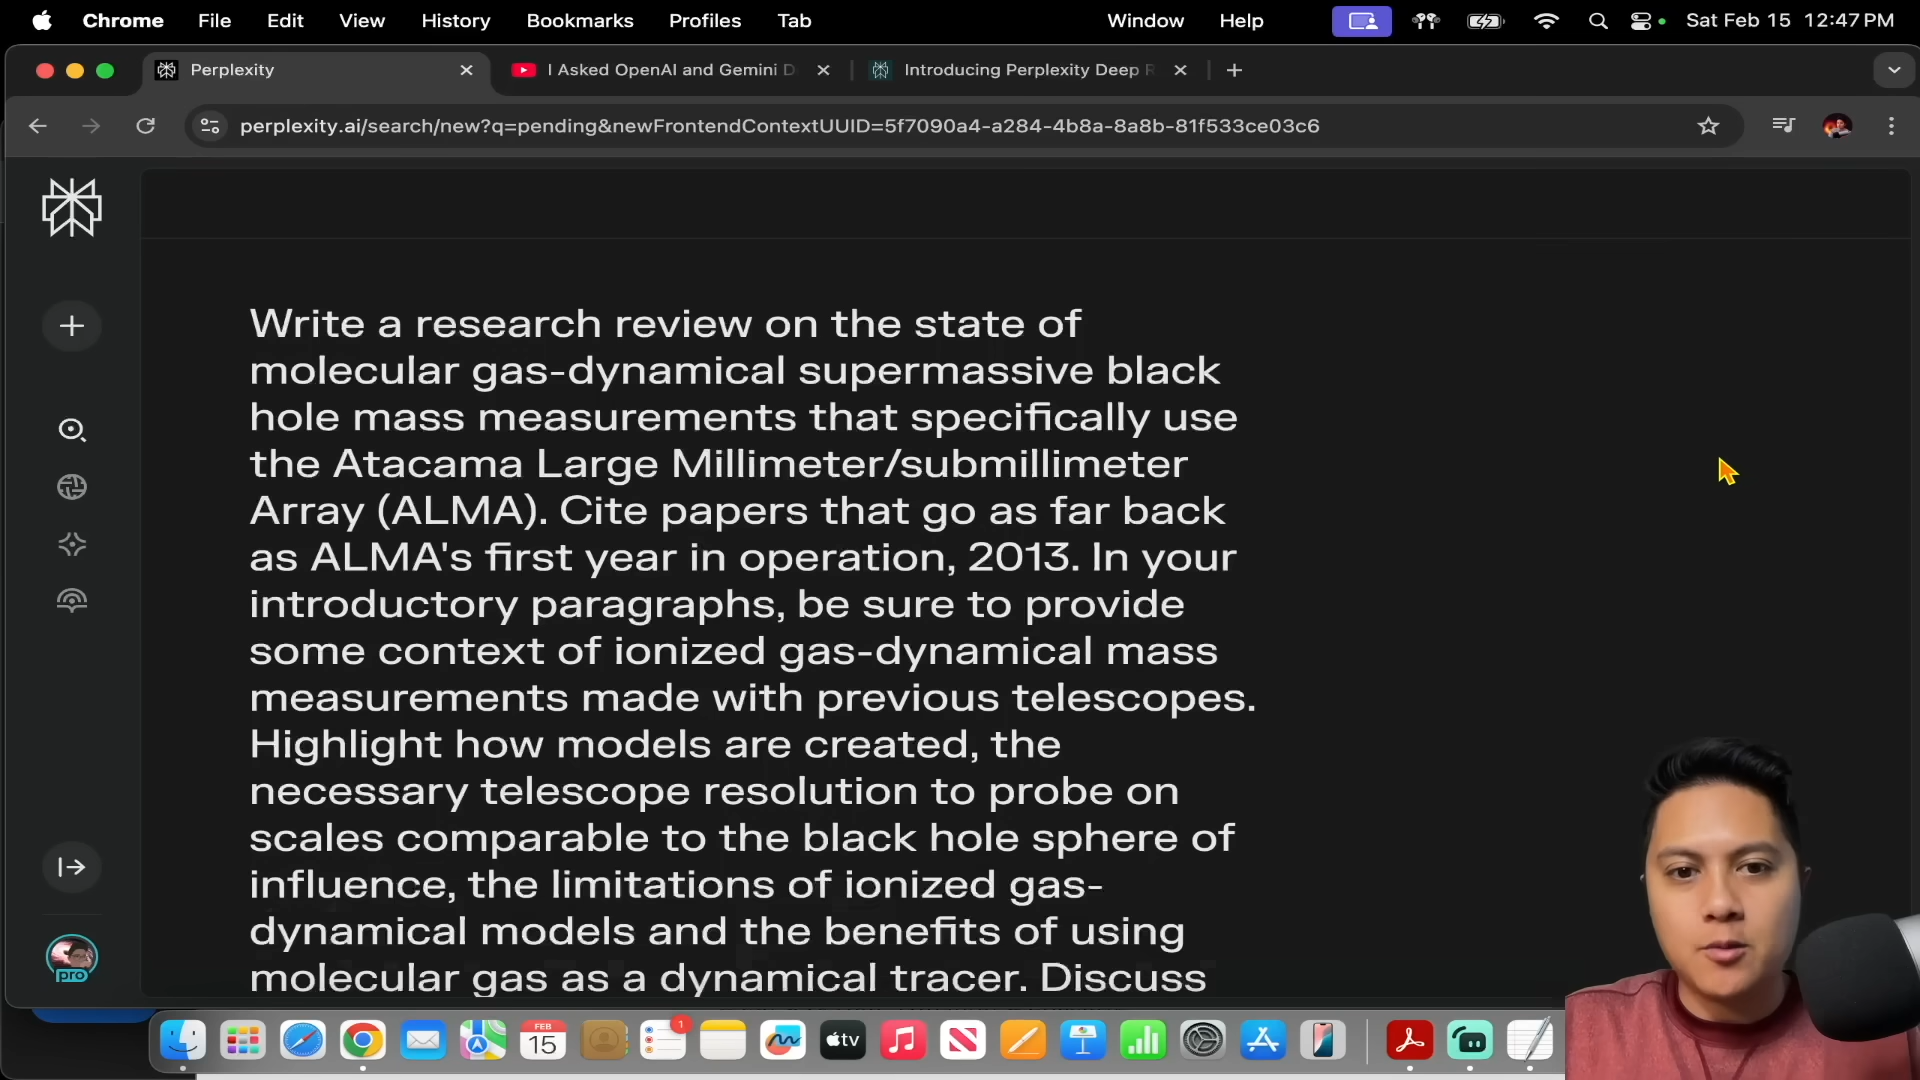 Chrome File Edit View History Bookmarks Profiles Tab Window Help Sat Feb 15 12:47 PM
Perplexity I Asked OpenAI and Gemini D Introducing Perplexity Deep R
perplexity.ai/search/new?q=pending&newFrontendContextUUID=5f7090a4-a284-4b8a-8a8b-81f533ce03c6
Write a research review on the state of
molecular gas-dynamical supermassive black
hole mass measurements that specifically use
the Atacama Large Millimeter/submillimeter
Array (ALMA). Cite papers that go as far back
as ALMA's first year in operation, 2013. In your
introductory paragraphs, be sure to provide
some context of ionized gas-dynamical mass
measurements made with previous telescopes.
Highlight how models are created, the
necessary telescope resolution to probe on
scales comparable to the black hole sphere of
influence, the limitations of ionized gas-
dynamical models and the benefits of using
molecular gas as a dynamical tracer. Discuss
pro
FEB
15
1
tv